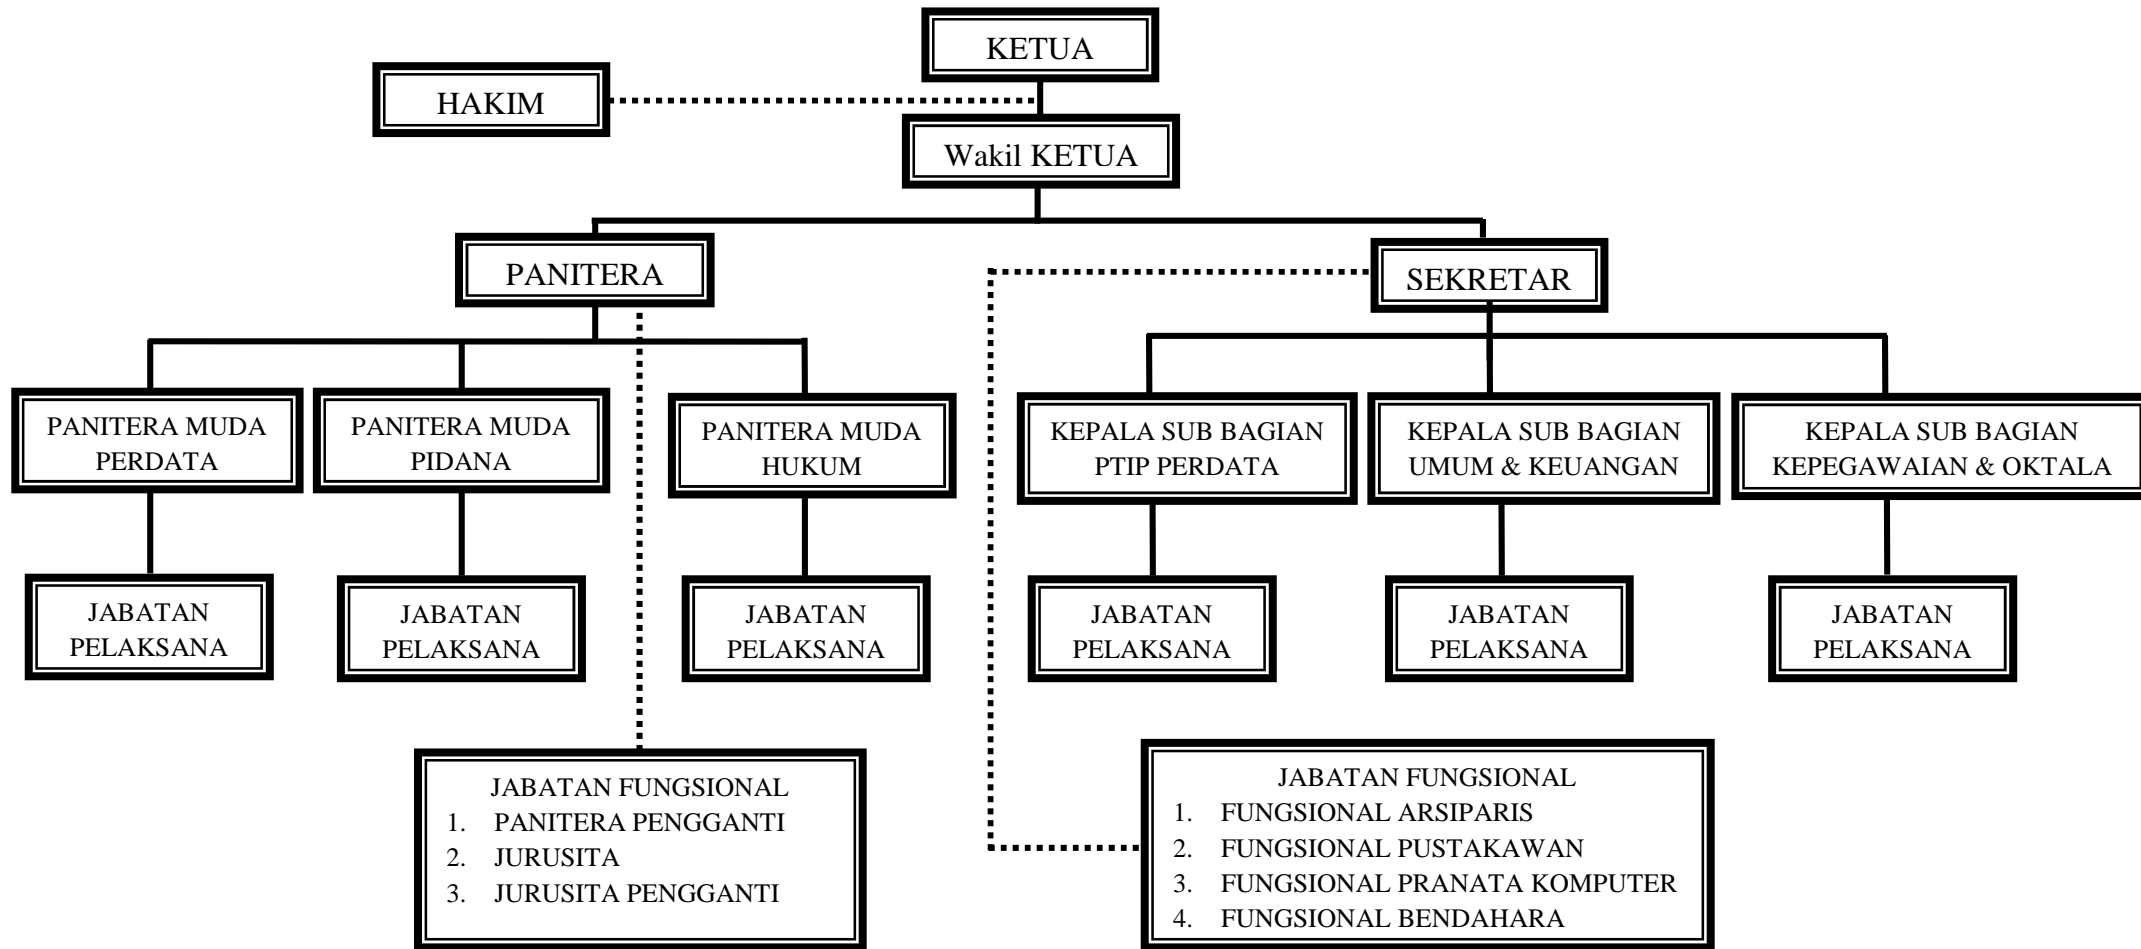 KETUA
HAKIM
Wakil KETUA
PANITERA
SEKRETAR
PANITERA MUDA
PERDATA
PANITERA MUDA
PIDANA
PANITERA MUDA
HUKUM
KEPALA SUB BAGIAN
PTIP PERDATA
KEPALA SUB BAGIAN
UMUM & KEUANGAN
KEPALA SUB BAGIAN
KEPEGAWAIAN & OKTALA
JABATAN
PELAKSANA
JABATAN
PELAKSANA
JABATAN
PELAKSANA
JABATAN
PELAKSANA
JABATAN
PELAKSANA
JABATAN
PELAKSANA
JABATAN FUNGSIONAL
1. PANITERA PENGGANTI
2. JURUSITA
3. JURUSITA PENGGANTI
JABATAN FUNGSIONAL
1. FUNGSIONAL ARSIPARIS
2. FUNGSIONAL PUSTAKAWAN
3. FUNGSIONAL PRANATA KOMPUTER
4. FUNGSIONAL BENDAHARA